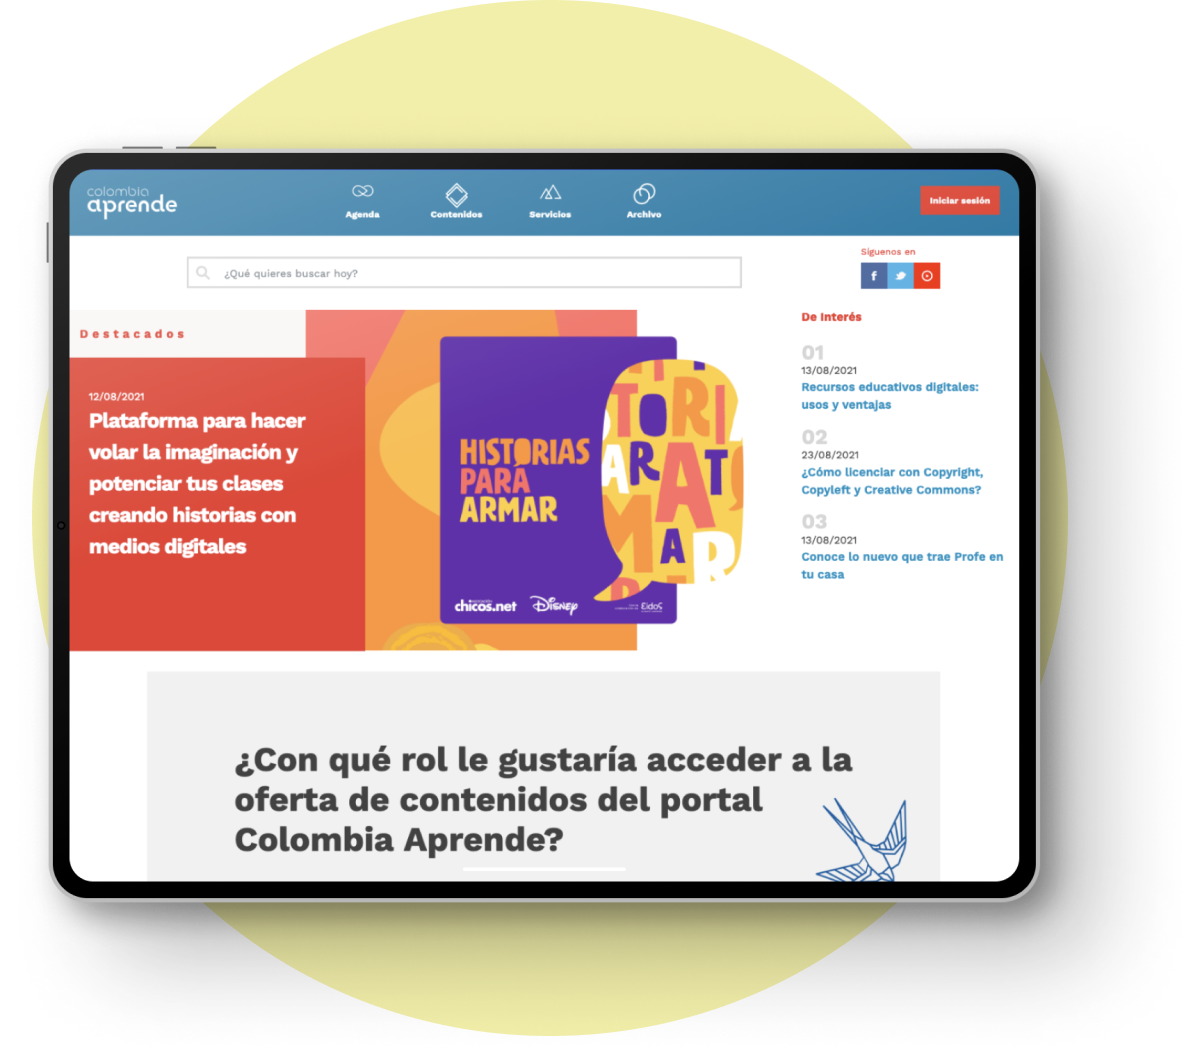 colombia
aprende
Agenda
Contenidos
Servicios
Archivo
Iniciar sesión
¿Qué quieres buscar hoy?
Síguenos en
f
Destacados
12/08/2021
Plataforma para hacer
volar la imaginación y
potenciar tus clases
creando historias con
medios digitales
HISTORIAS
PARA
ARMAR
chicos.net
Disney
Eidos
De Interés
01
13/08/2021
Recursos educativos digitales:
usos y ventajas
02
23/08/2021
¿Cómo licenciar con Copyright,
Copyleft y Creative Commons?
03
13/08/2021
Conoce lo nuevo que trae Profe en
tu casa
¿Con qué rol le gustaría acceder a la
oferta de contenidos del portal
Colombia Aprende?